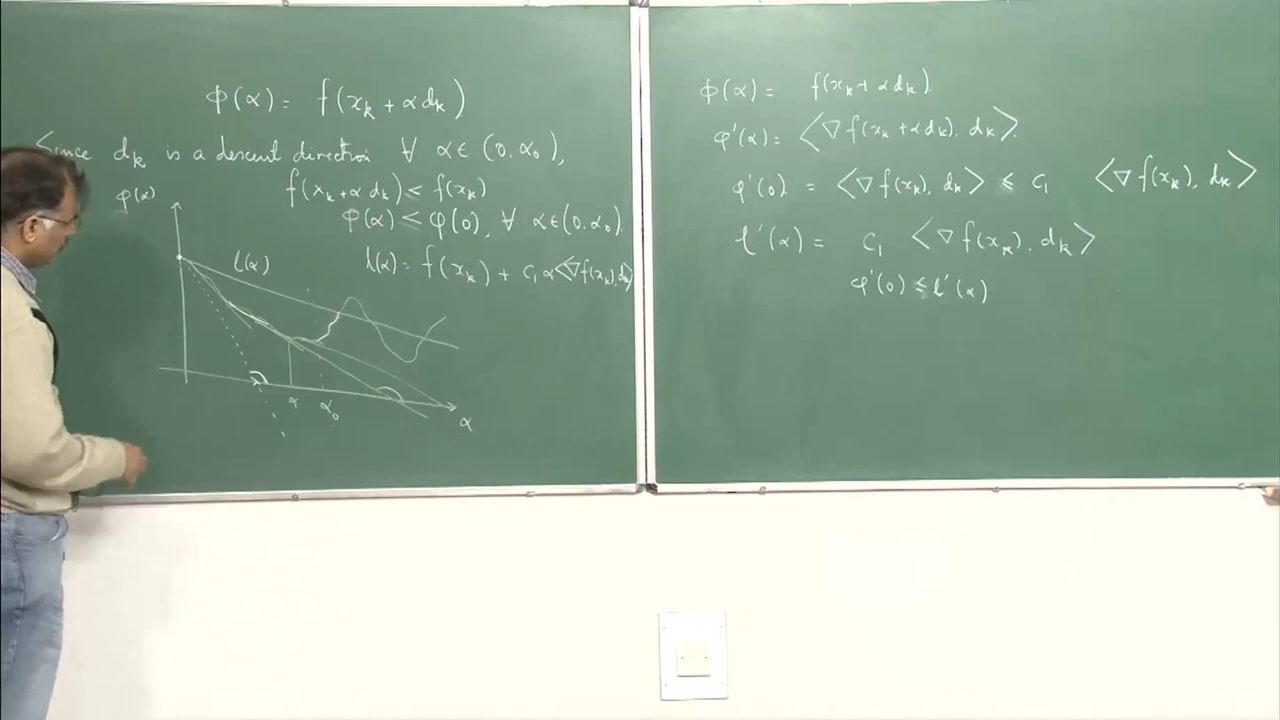 ϕ(α) = f(x_k + α d_k)
Since d_k is a descent direction ∀ α ∈ (0, α_0),
f(x_k + α d_k) ≤ f(x_k)
φ(α) ≤ φ(0), ∀ α ∈ (0, α_0).
l(α) = f(x_k) + c_1 α <∇f(x_k), d_k>
φ(α)
l(α)
α
α_0
α
ϕ(α) = f(x_k + α d_k).
φ'(α) = <∇f(x_k + α d_k), d_k>.
φ'(0) = <∇f(x_k), d_k> ≤ c_1 <∇f(x_k), d_k>
l'(α) = c_1 <∇f(x_k), d_k>
φ'(0) ≤ l'(α)